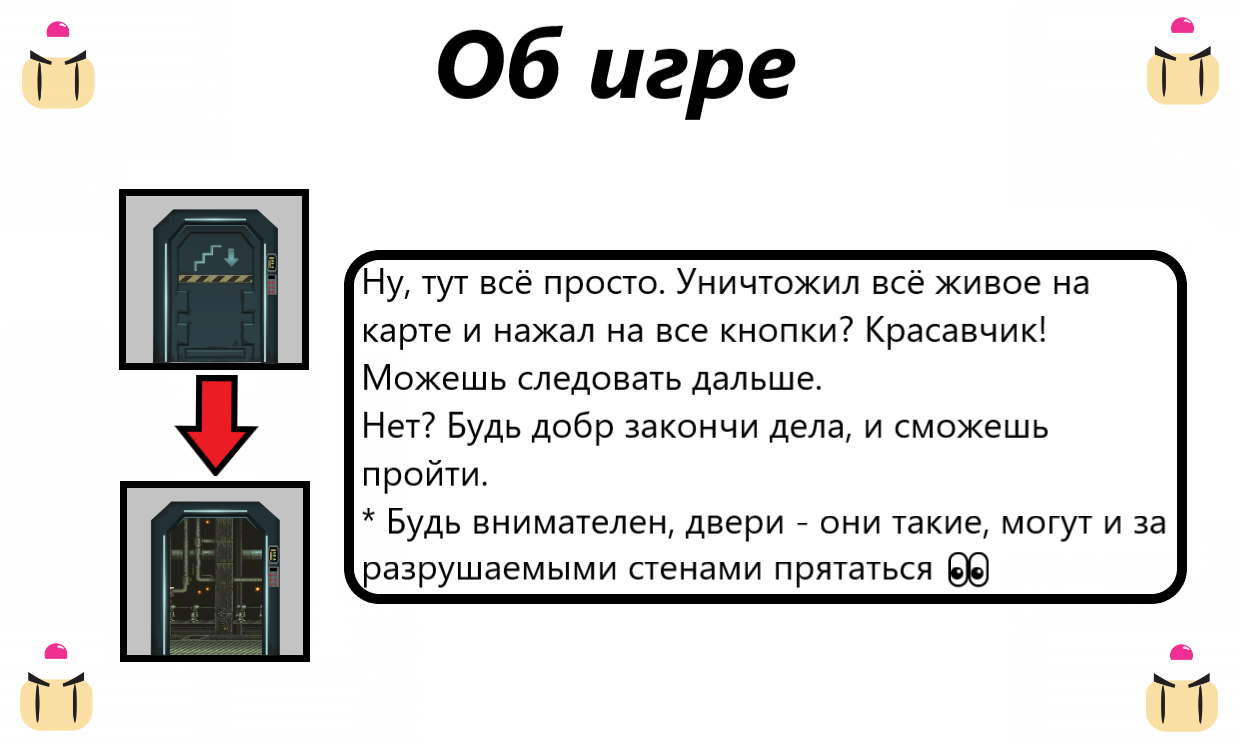 Об игре
Ну, тут всё просто. Уничтожил всё живое на
карте и нажал на все кнопки? Красавчик!
Можешь следовать дальше.
Нет? Будь добр закончи дела, и сможешь
пройти.
* Будь внимателен, двери - они такие, могут и за
разрушаемыми стенами прятаться 👀